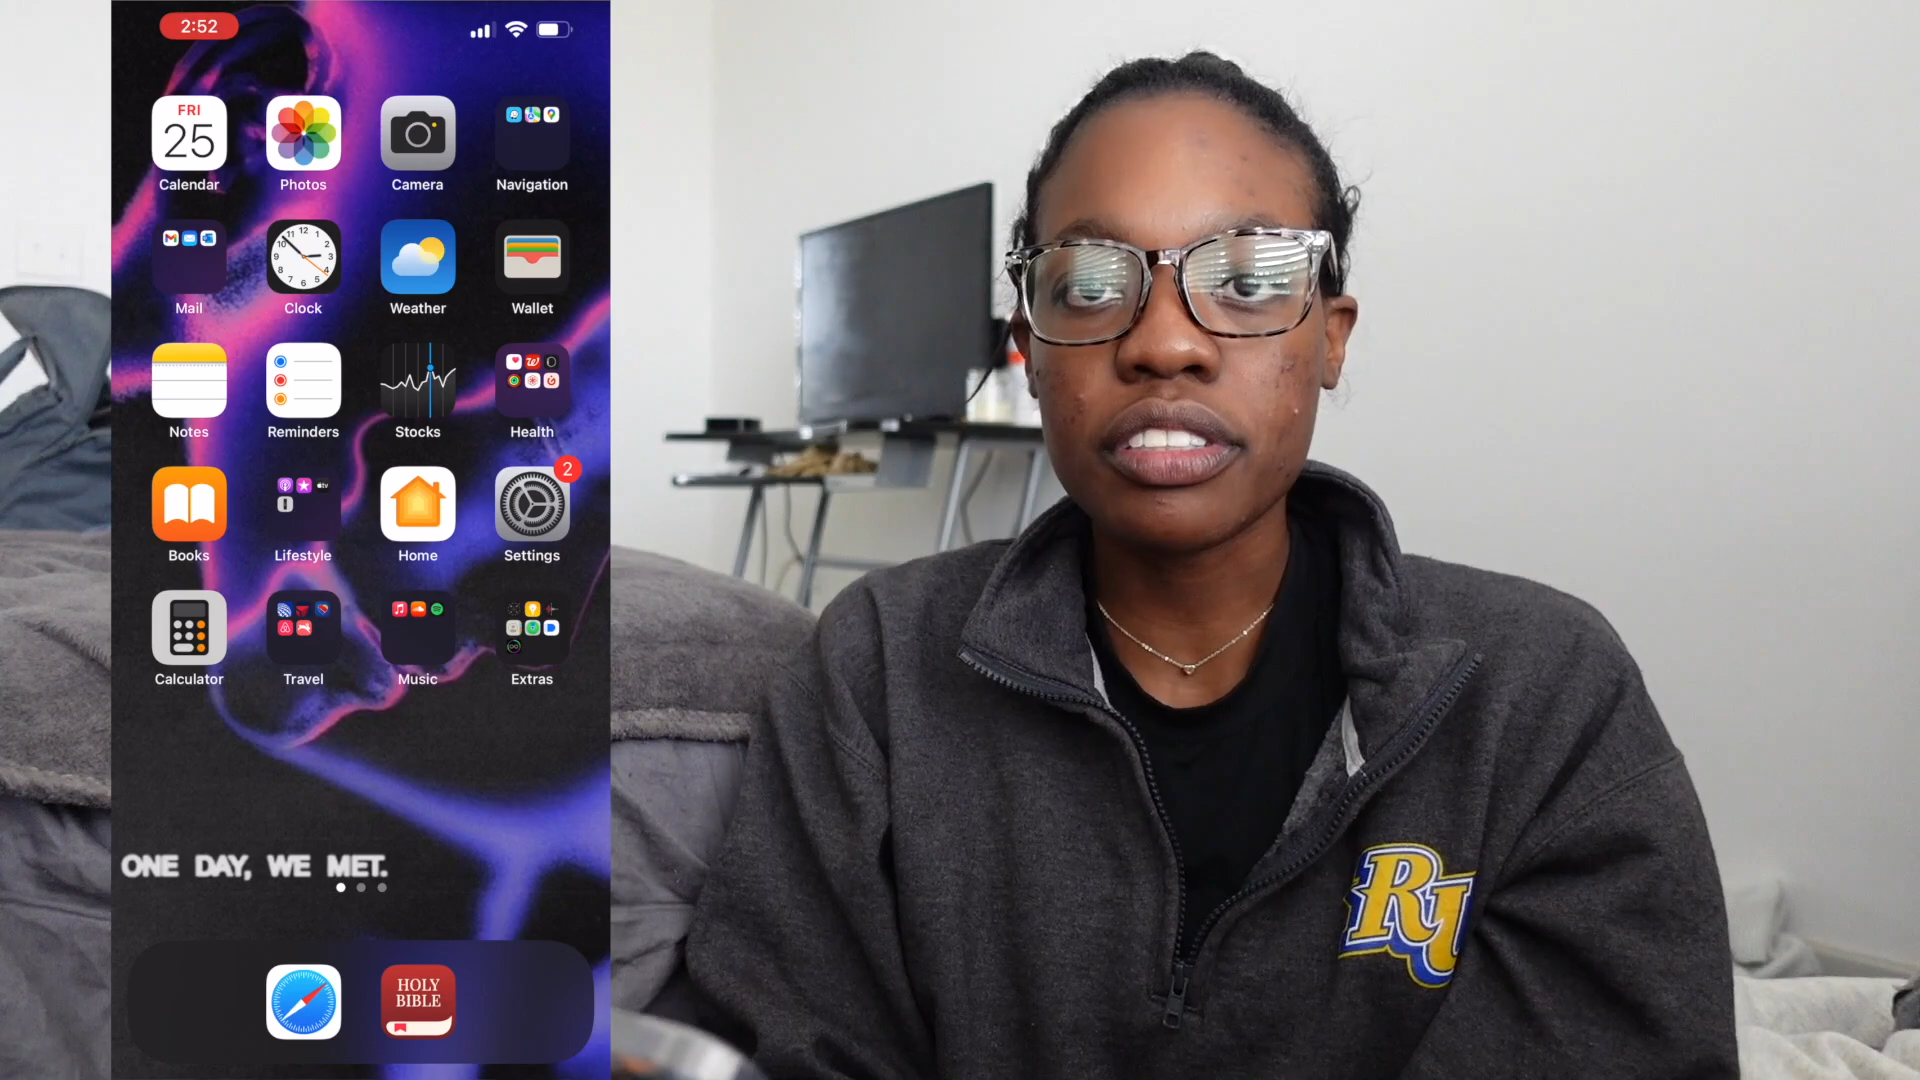 2:52
FRI
25
Calendar
Photos
Camera
Navigation
Mail
Clock
Weather
Wallet
Notes
Reminders
Stocks
Health
Books
Lifestyle
Home
2
Settings
Calculator
Travel
Music
Extras
ONE DAY, WE MET.
HOLY
BIBLE
RU